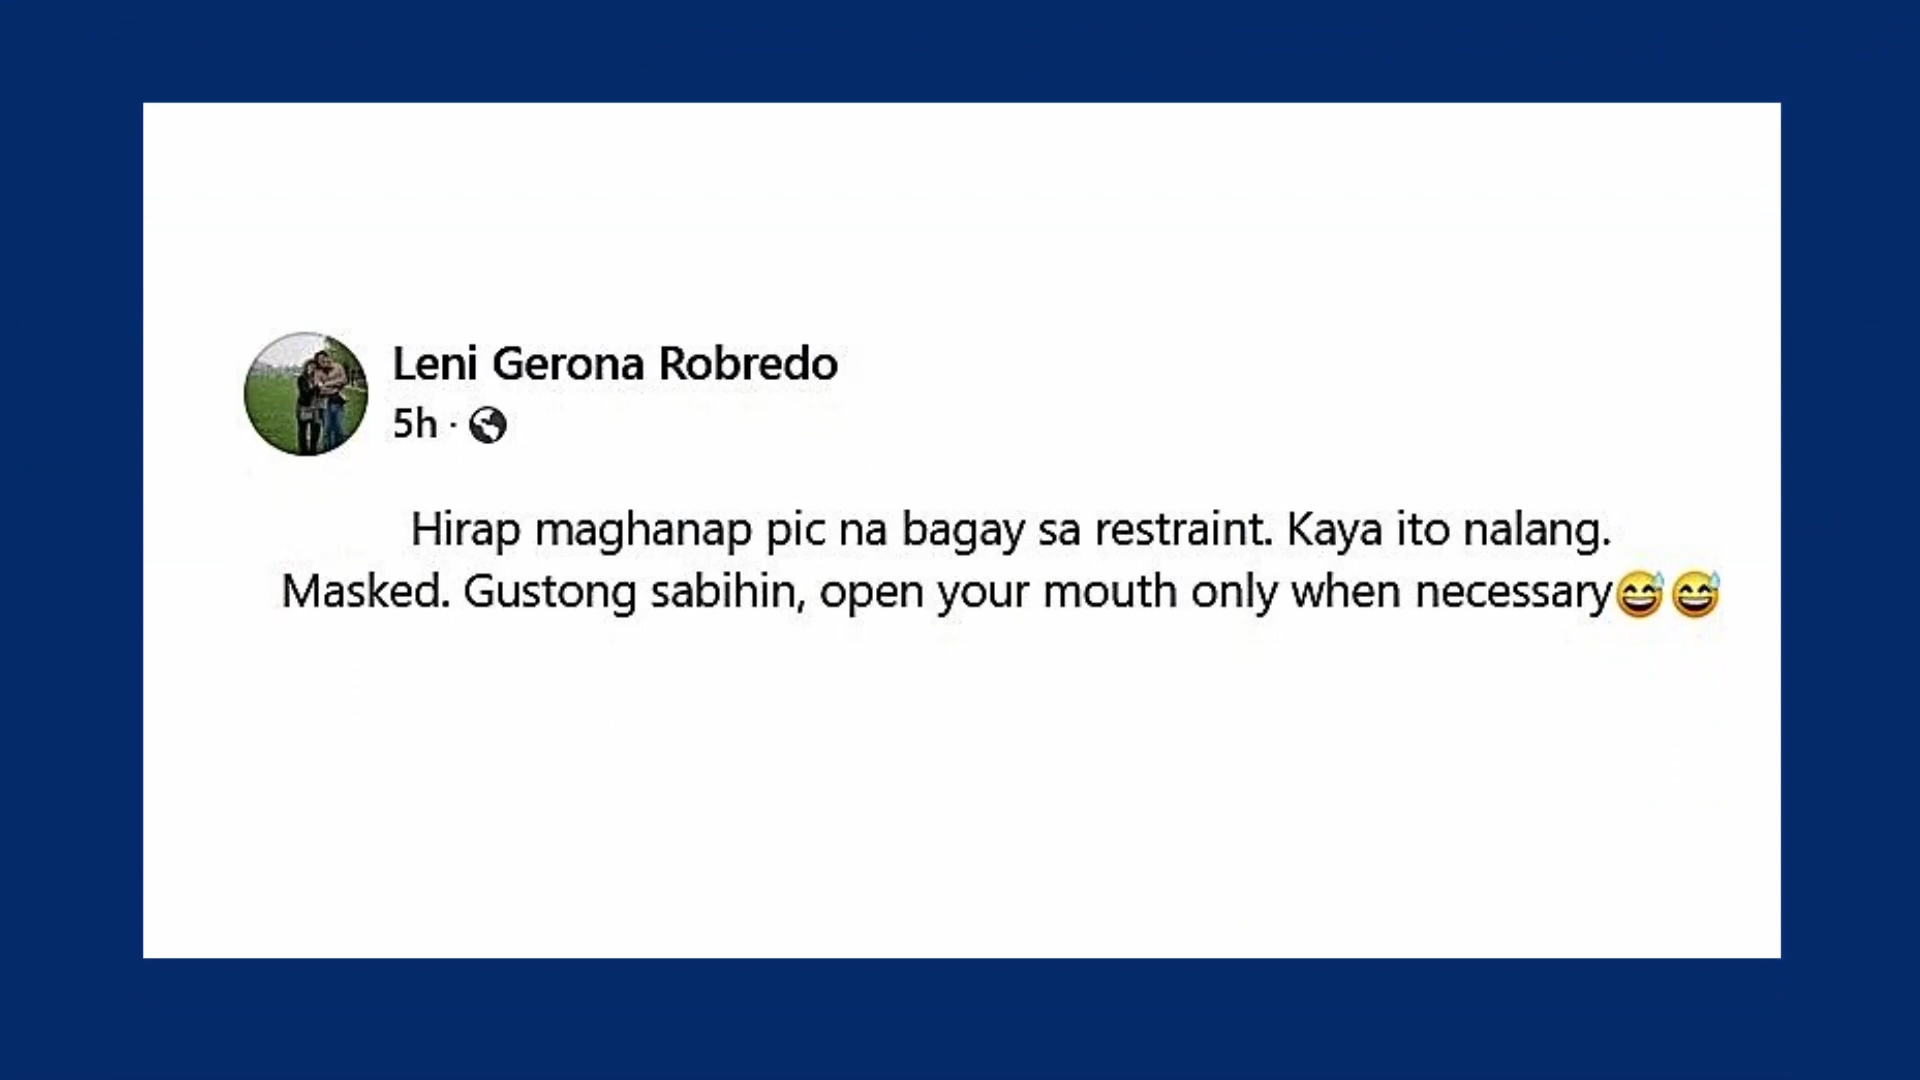 Leni Gerona Robredo
5h ·
Hirap maghanap pic na bagay sa restraint. Kaya ito nalang.
Masked. Gustong sabihin, open your mouth only when necessary😅😅